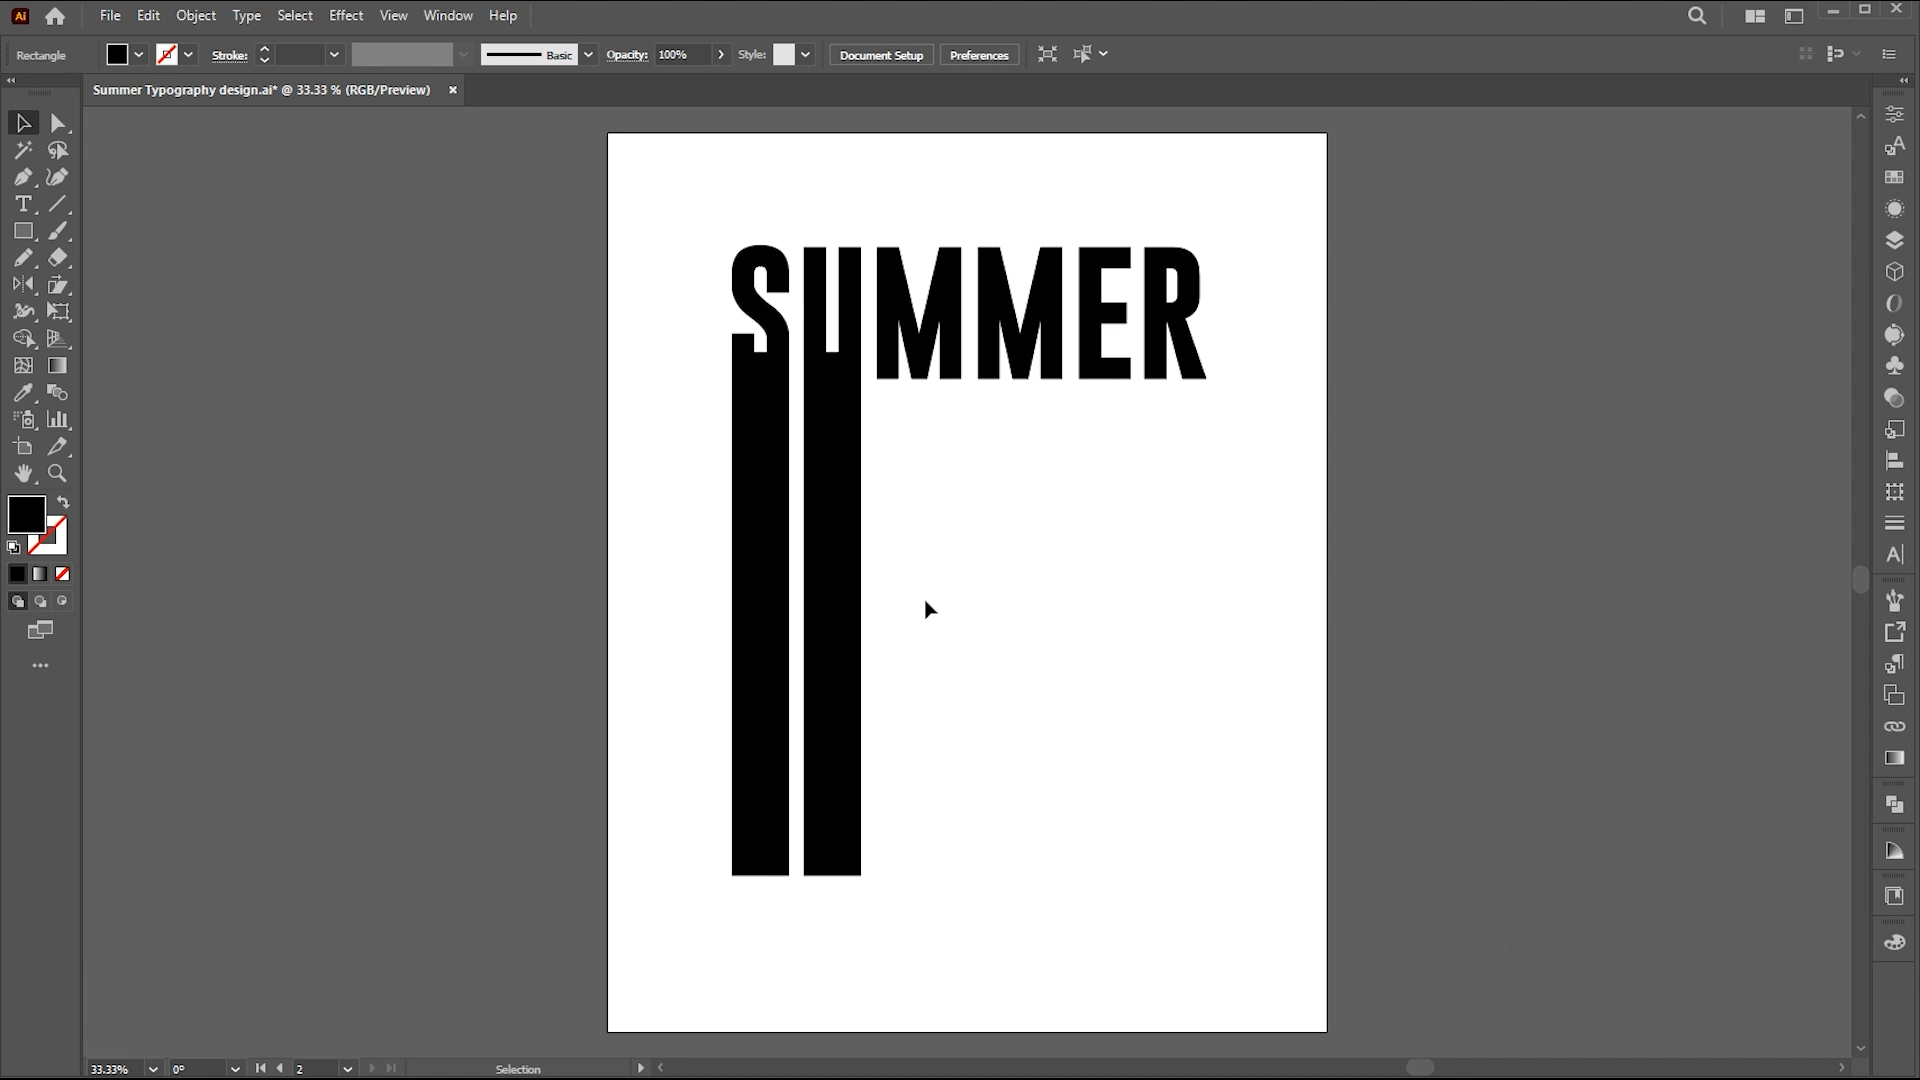 Ai File Edit Object Type Select Effect View Window Help
Rectangle Stroke: Basic Opacity: 100% Style: Document Setup Preferences
Summer Typography design.ai* @ 33.33 % (RGB/Preview)
SUMMER
33.33% 0° 2 Selection